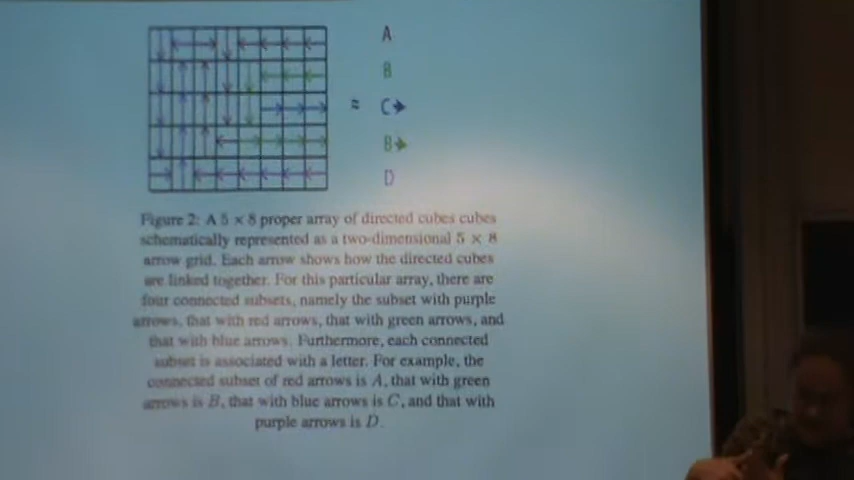 A
B
≈ C→
B→
D
Figure 2: A 5 × 8 proper array of directed cubes cubes
schematically represented as a two-dimensional 5 × 8
arrow grid. Each arrow shows how the directed cubes
are linked together. For this particular array, there are
four connected subsets, namely the subset with purple
arrows, that with red arrows, that with green arrows, and
that with blue arrows. Furthermore, each connected
subset is associated with a letter. For example, the
connected subset of red arrows is A, that with green
arrows is B, that with blue arrows is C, and that with
purple arrows is D.